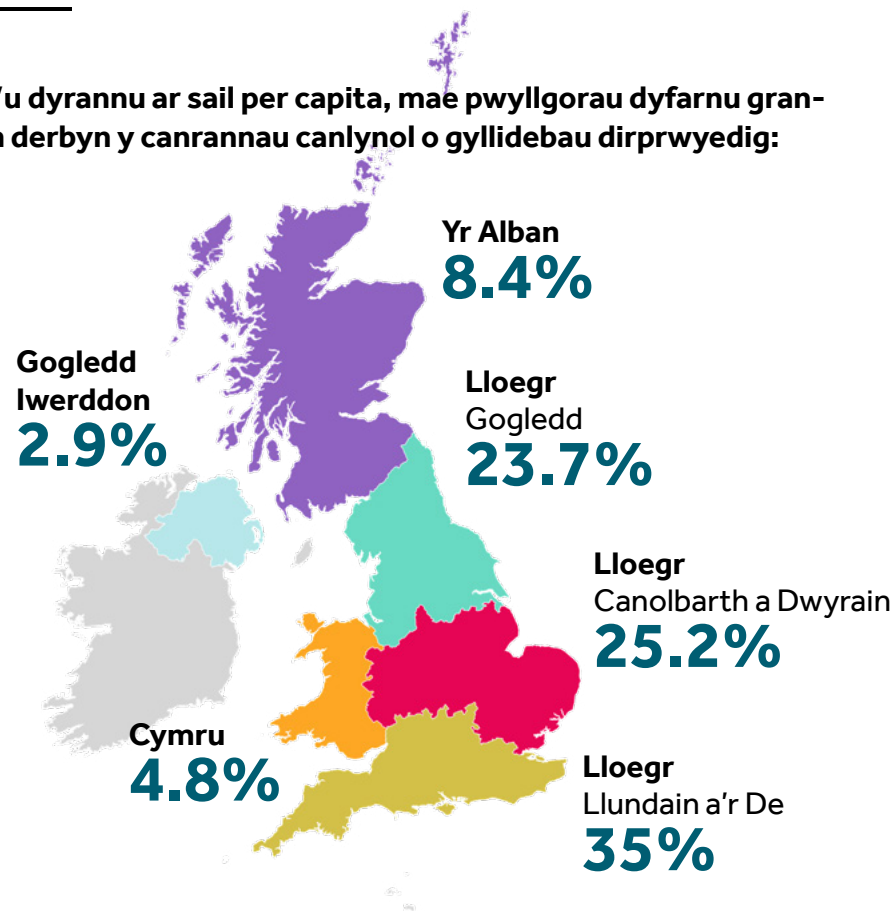 'u dyrannu ar sail per capita, mae pwyllgorau dyfarnu gran-
derbyn y canrannau canlynol o gyllidebau dirprwyedig:
Yr Alban
8.4%
Gogledd
Iwerddon
2.9%
Lloegr
Gogledd
23.7%
Lloegr
Canolbarth a Dwyrain
25.2%
Cymru
4.8%
Lloegr
Llundain a'r De
35%